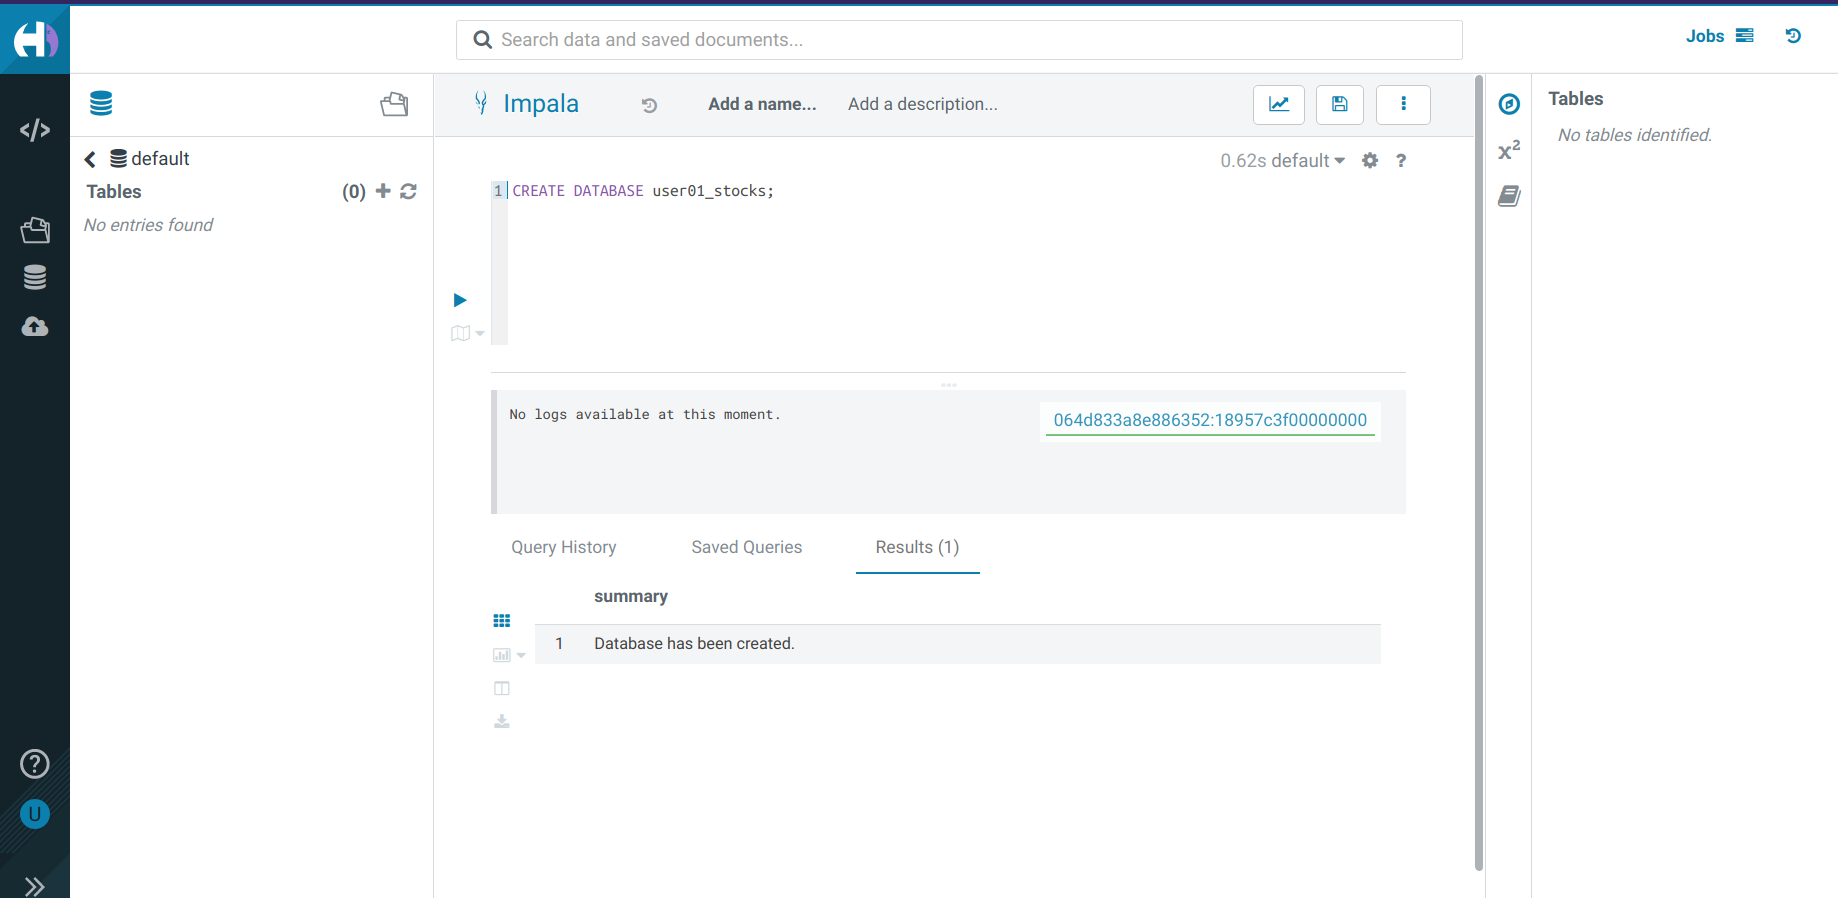 Search data and saved documents...
Jobs
Impala
Add a name...
Add a description...
default
Tables
(0)
No entries found
0.62s default
?
1 CREATE DATABASE user01_stocks;
No logs available at this moment.
064d833a8e886352:18957c3f00000000
Query History
Saved Queries
Results (1)
summary
1 Database has been created.
Tables
No tables identified.
x²
?
U